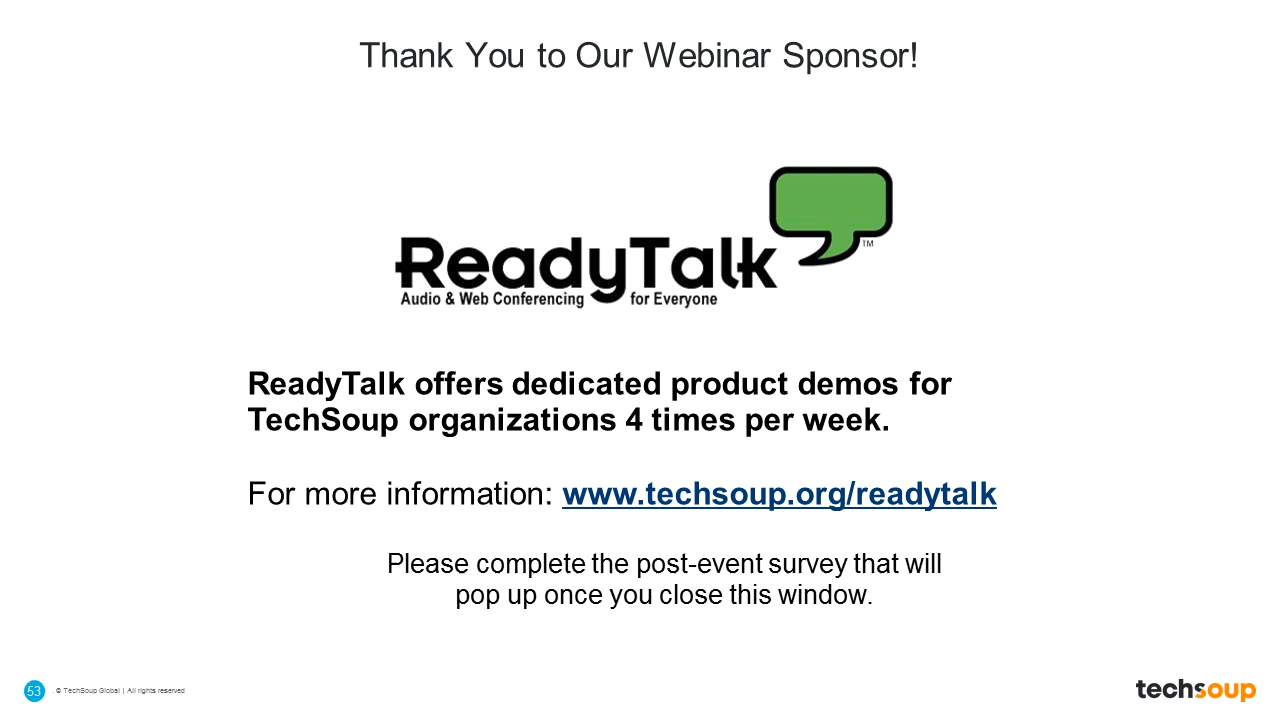 Thank You to Our Webinar Sponsor!
ReadyTalk™
Audio & Web Conferencing for Everyone
ReadyTalk offers dedicated product demos for
TechSoup organizations 4 times per week.
For more information: www.techsoup.org/readytalk
Please complete the post-event survey that will
pop up once you close this window.
53 . © TechSoup Global | All rights reserved
techsoup